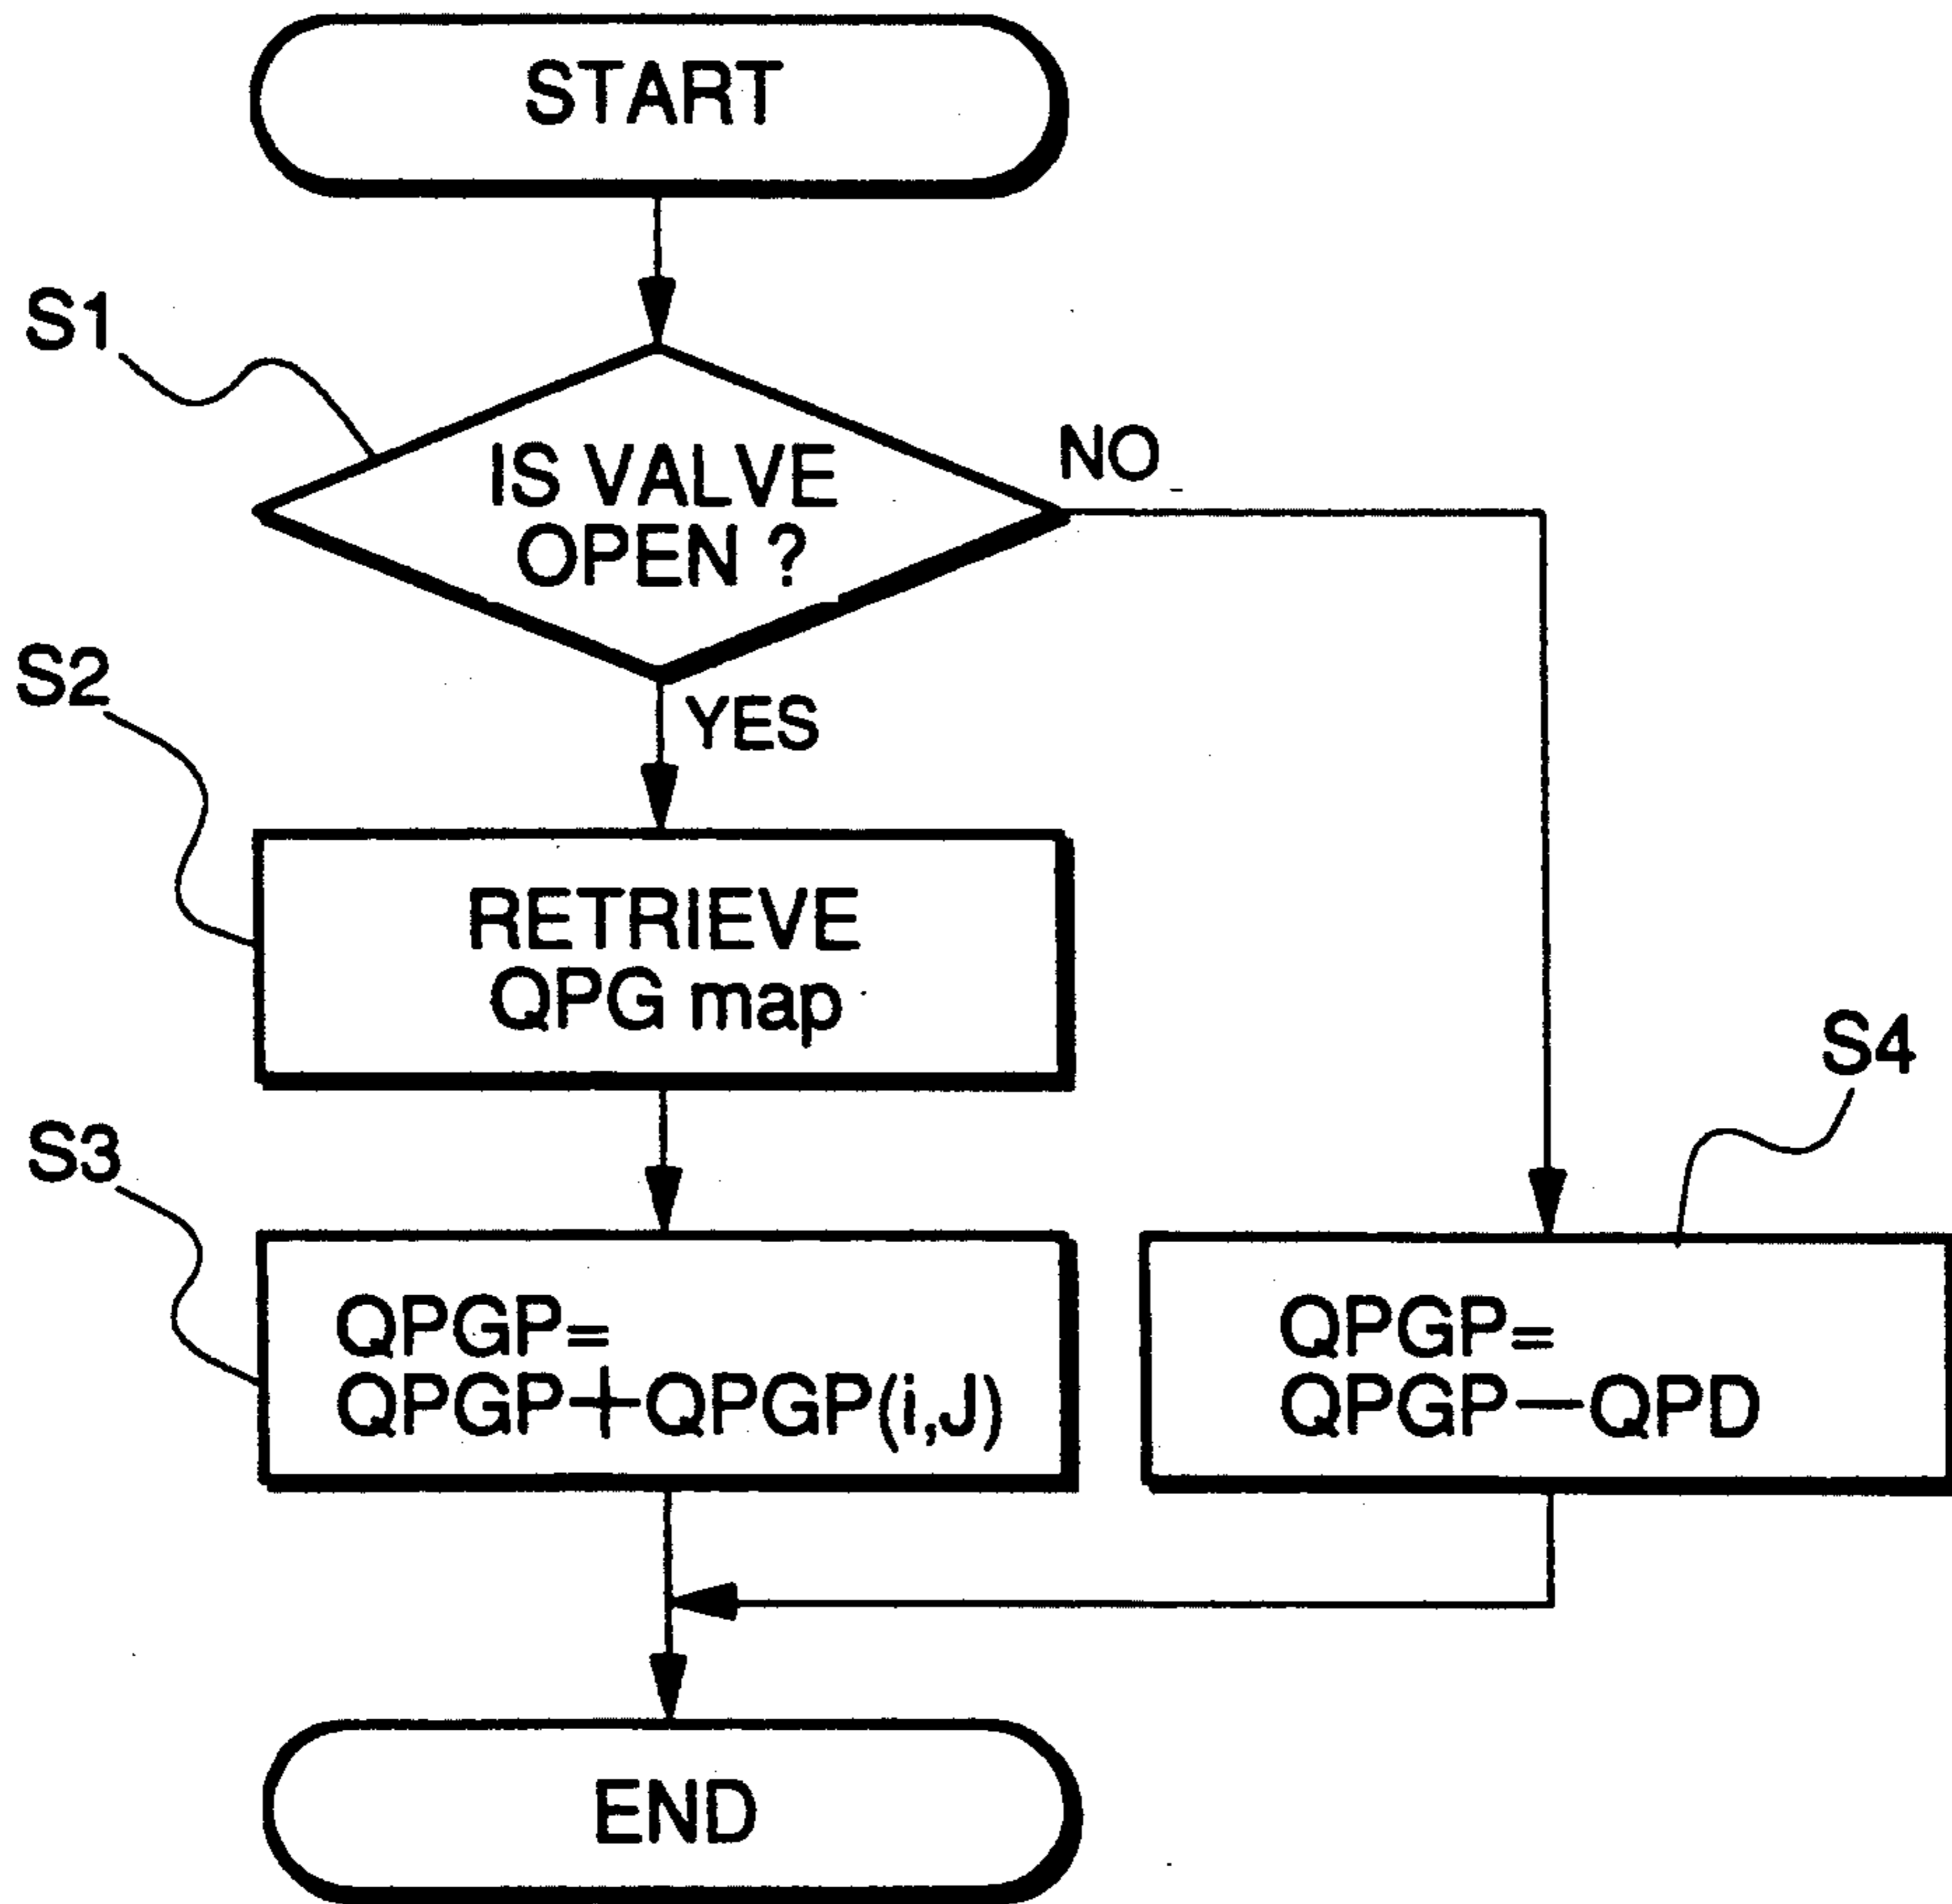 START
S1
IS VALVE
OPEN ?
NO
YES
S2
RETRIEVE
QPG map
S3
QPGP=
QPGP+QPGP(i,J)
S4
QPGP=
QPGP−QPD
END